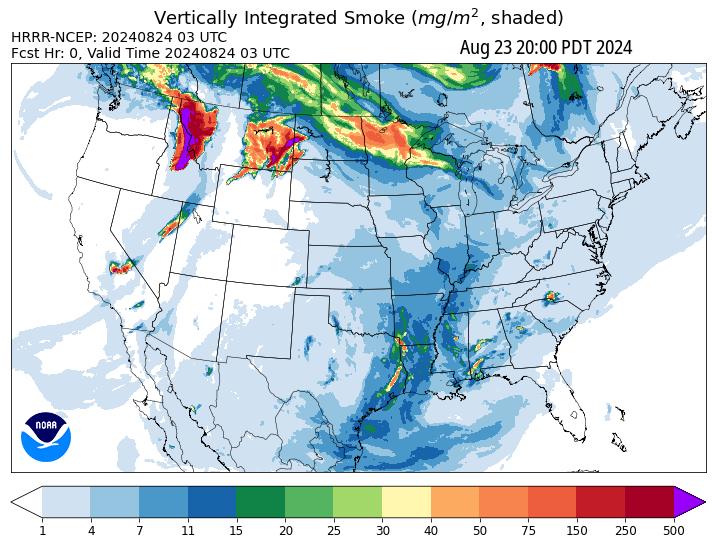 Vertically Integrated Smoke (mg/m², shaded)
HRRR-NCEP: 20240824 03 UTC
Fcst Hr: 0, Valid Time 20240824 03 UTC
Aug 23 20:00 PDT 2024
NOAA
1 4 7 11 15 20 25 30 40 50 75 150 250 500